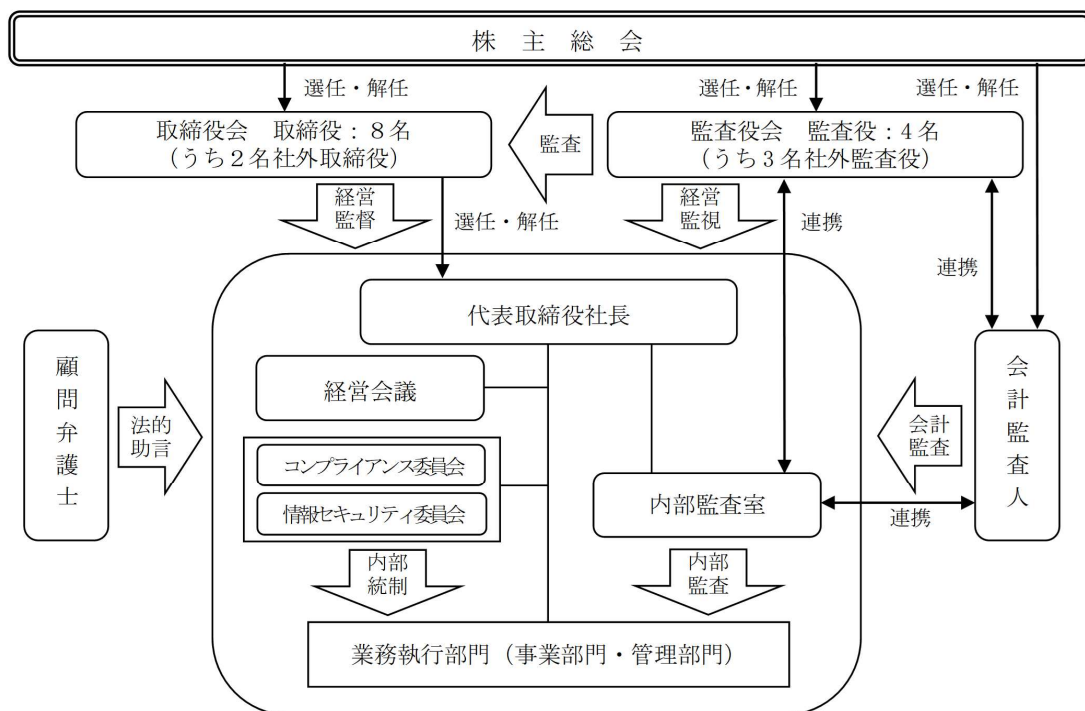 株主総会
選任・解任
選任・解任
選任・解任
取締役会 取締役：8名
（うち2名社外取締役）
監査
監査役会 監査役：4名
（うち3名社外監査役）
経営
監督
選任・解任
経営
監視
連携
連携
代表取締役社長
顧問弁護士
法的
助言
経営会議
コンプライアンス委員会
情報セキュリティ委員会
内部監査室
会計
監査
会計監査人
連携
内部
統制
内部
監査
業務執行部門（事業部門・管理部門）